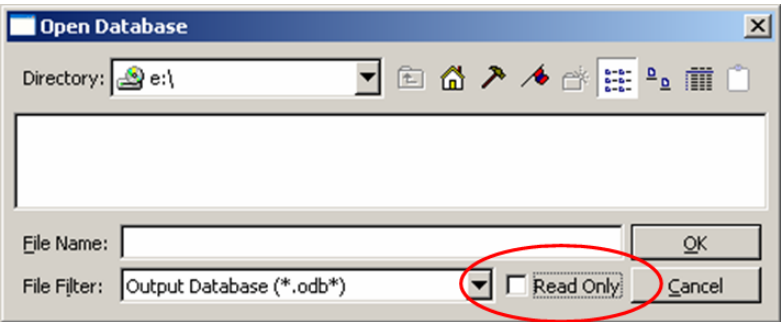 Open Database
Directory: e:\
File Name: OK
File Filter: Output Database (*.odb*) Read Only Cancel